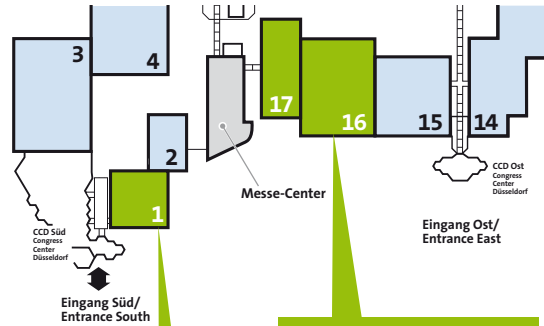 3
4
17
16
15
14
2
1
Messe-Center
CCD Ost
Congress
Center
Düsseldorf
Eingang Ost/
Entrance East
CCD Süd
Congress
Center
Düsseldorf
Eingang Süd/
Entrance South